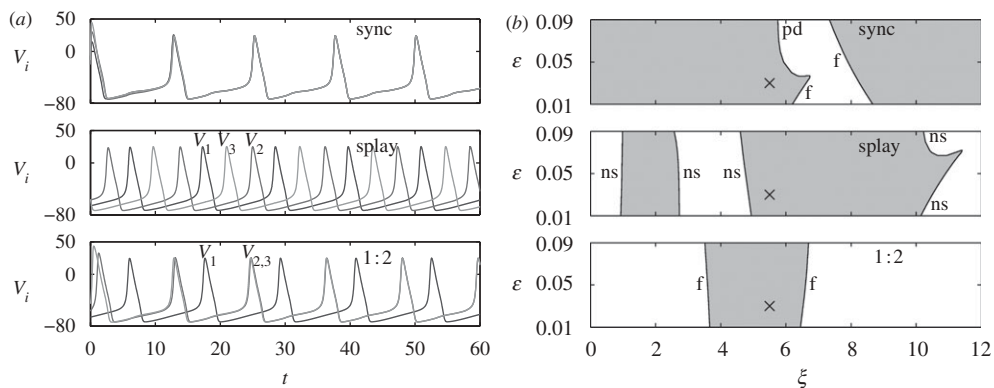 (a)
50
sync
V_i
0
−80
50
V_1 V_3 V_2
splay
V_i
0
−80
50
V_1 V_{2,3}
1:2
V_i
0
−80
0 10 20 30 40 50 60
t
(b)
0.09
pd
sync
ε
0.05
f
f
0.01
0.09
splay
ns
ε
0.05
ns
ns
ns
ns
0.01
0.09
1:2
ε
0.05
f
f
0.01
0 2 4 6 8 10 12
ξ